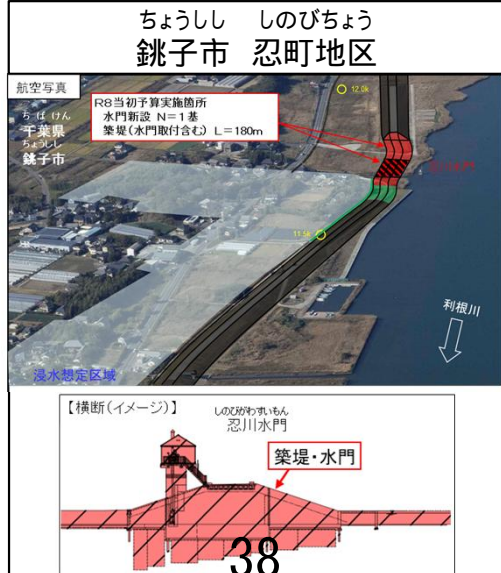 ちょうしし しのびちょう
銚子市 忍町地区
航空写真
ちばけん
千葉県
ちょうしし
銚子市
R8当初予算実施箇所
水門新設 N=1基
築堤(水門取付含む) L=180m
12.0k
忍川水門
11.5k
利根川
浸水想定区域
【横断(イメージ)】
しのびがわすいもん
忍川水門
築堤・水門
38